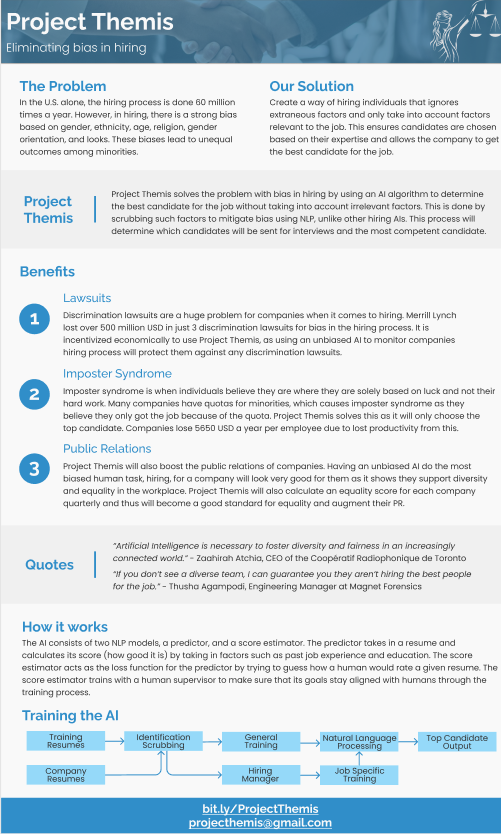 Project Themis
Eliminating bias in hiring
The Problem
In the U.S. alone, the hiring process is done 60 million
times a year. However, in hiring, there is a strong bias
based on gender, ethnicity, age, religion, gender
orientation, and looks. These biases lead to unequal
outcomes among minorities.
Our Solution
Create a way of hiring individuals that ignores
extraneous factors and only take into account factors
relevant to the job. This ensures candidates are chosen
based on their expertise and allows the company to get
the best candidate for the job.
Project
Themis
Project Themis solves the problem with bias in hiring by using an AI algorithm to determine
the best candidate for the job without taking into account irrelevant factors. This is done by
scrubbing such factors to mitigate bias using NLP, unlike other hiring AIs. This process will
determine which candidates will be sent for interviews and the most competent candidate.
Benefits
1
Lawsuits
Discrimination lawsuits are a huge problem for companies when it comes to hiring. Merrill Lynch
lost over 500 million USD in just 3 discrimination lawsuits for bias in the hiring process. It is
incentivized economically to use Project Themis, as using an unbiased AI to monitor companies
hiring process will protect them against any discrimination lawsuits.
2
Imposter Syndrome
Imposter syndrome is when individuals believe they are where they are solely based on luck and not their
hard work. Many companies have quotas for minorities, which causes imposter syndrome as they
believe they only got the job because of the quota. Project Themis solves this as it will only choose the
top candidate. Companies lose 5650 USD a year per employee due to lost productivity from this.
3
Public Relations
Project Themis will also boost the public relations of companies. Having an unbiased AI do the most
biased human task, hiring, for a company will look very good for them as it shows they support diversity
and equality in the workplace. Project Themis will also calculate an equality score for each company
quarterly and thus will become a good standard for equality and augment their PR.
Quotes
“Artificial Intelligence is necessary to foster diversity and fairness in an increasingly
connected world.” - Zaahirah Atchia, CEO of the Coopératif Radiophonique de Toronto
“If you don’t see a diverse team, I can guarantee you they aren’t hiring the best people
for the job.” - Thusha Agampodi, Engineering Manager at Magnet Forensics
How it works
The AI consists of two NLP models, a predictor, and a score estimator. The predictor takes in a resume and
calculates its score (how good it is) by taking in factors such as past job experience and education. The score
estimator acts as the loss function for the predictor by trying to guess how a human would rate a given resume. The
score estimator trains with a human supervisor to make sure that its goals stay aligned with humans through the
training process.
Training the AI
Training
Resumes
Identification
Scrubbing
General
Training
Natural Language
Processing
Top Candidate
Output
Company
Resumes
Hiring
Manager
Job Specific
Training
bit.ly/ProjectThemis
projecthemis@gmail.com